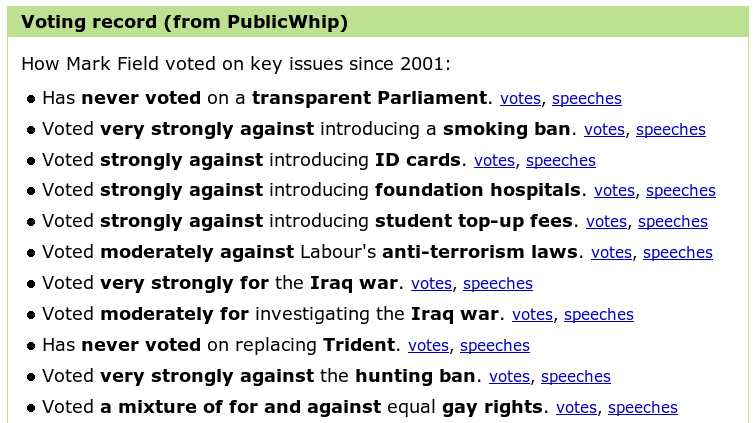 Voting record (from PublicWhip)
How Mark Field voted on key issues since 2001:
• Has never voted on a transparent Parliament. votes, speeches
• Voted very strongly against introducing a smoking ban. votes, speeches
• Voted strongly against introducing ID cards. votes, speeches
• Voted strongly against introducing foundation hospitals. votes, speeches
• Voted strongly against introducing student top-up fees. votes, speeches
• Voted moderately against Labour's anti-terrorism laws. votes, speeches
• Voted very strongly for the Iraq war. votes, speeches
• Voted moderately for investigating the Iraq war. votes, speeches
• Has never voted on replacing Trident. votes, speeches
• Voted very strongly against the hunting ban. votes, speeches
• Voted a mixture of for and against equal gay rights. votes, speeches